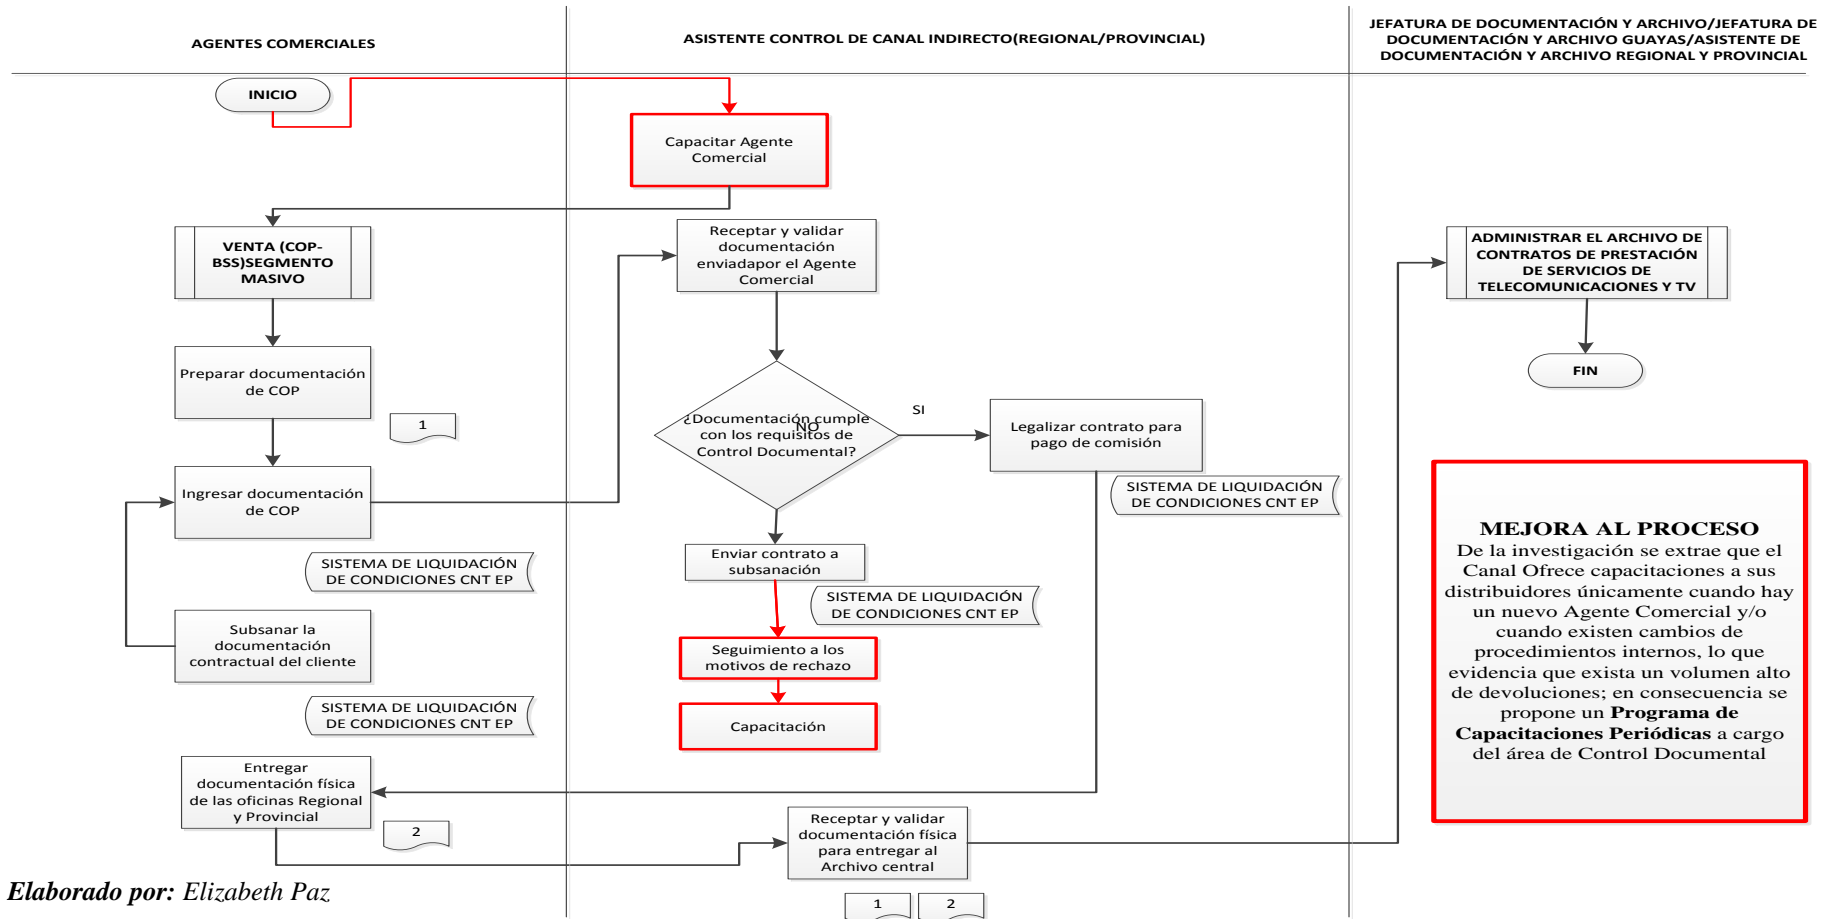 AGENTES COMERCIALES
ASISTENTE CONTROL DE CANAL INDIRECTO(REGIONAL/PROVINCIAL)
JEFATURA DE DOCUMENTACIÓN Y ARCHIVO/JEFATURA DE
DOCUMENTACIÓN Y ARCHIVO GUAYAS/ASISTENTE DE
DOCUMENTACIÓN Y ARCHIVO REGIONAL Y PROVINCIAL
INICIO
Capacitar Agente
Comercial
VENTA (COP-
BSS)SEGMENTO
MASIVO
Receptar y validar
documentación
enviadapor el Agente
Comercial
ADMINISTRAR EL ARCHIVO DE
CONTRATOS DE PRESTACIÓN
DE SERVICIOS DE
TELECOMUNICACIONES Y TV
Preparar documentación
de COP
FIN
1
¿Documentación cumple
con los requisitos de
Control Documental?
NO
SI
Legalizar contrato para
pago de comisión
SISTEMA DE LIQUIDACIÓN
DE CONDICIONES CNT EP
Ingresar documentación
de COP
SISTEMA DE LIQUIDACIÓN
DE CONDICIONES CNT EP
Enviar contrato a
subsanación
SISTEMA DE LIQUIDACIÓN
DE CONDICIONES CNT EP
Subsanar la
documentación
contractual del cliente
Seguimiento a los
motivos de rechazo
SISTEMA DE LIQUIDACIÓN
DE CONDICIONES CNT EP
Capacitación
MEJORA AL PROCESO
De la investigación se extrae que el
Canal Ofrece capacitaciones a sus
distribuidores únicamente cuando hay
un nuevo Agente Comercial y/o
cuando existen cambios de
procedimientos internos, lo que
evidencia que exista un volumen alto
de devoluciones; en consecuencia se
propone un Programa de
Capacitaciones Periódicas a cargo
del área de Control Documental
Entregar
documentación física
de las oficinas Regional
y Provincial
2
Receptar y validar
documentación física
para entregar al
Archivo central
1
2
Elaborado por: Elizabeth Paz